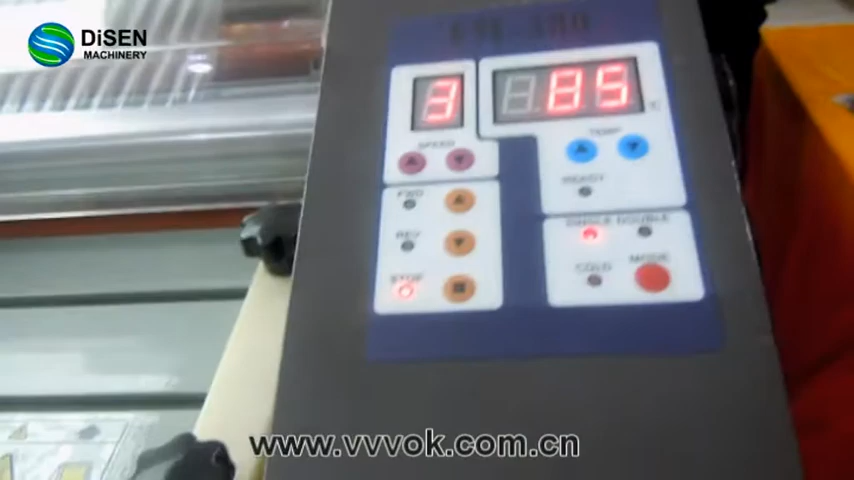 DiSEN
MACHINERY
3
85
SPEED
TEMP
READY
FWD
REV
STOP
SINGLE DOUBLE
COLD
MODE
www.vvvok.com.cn